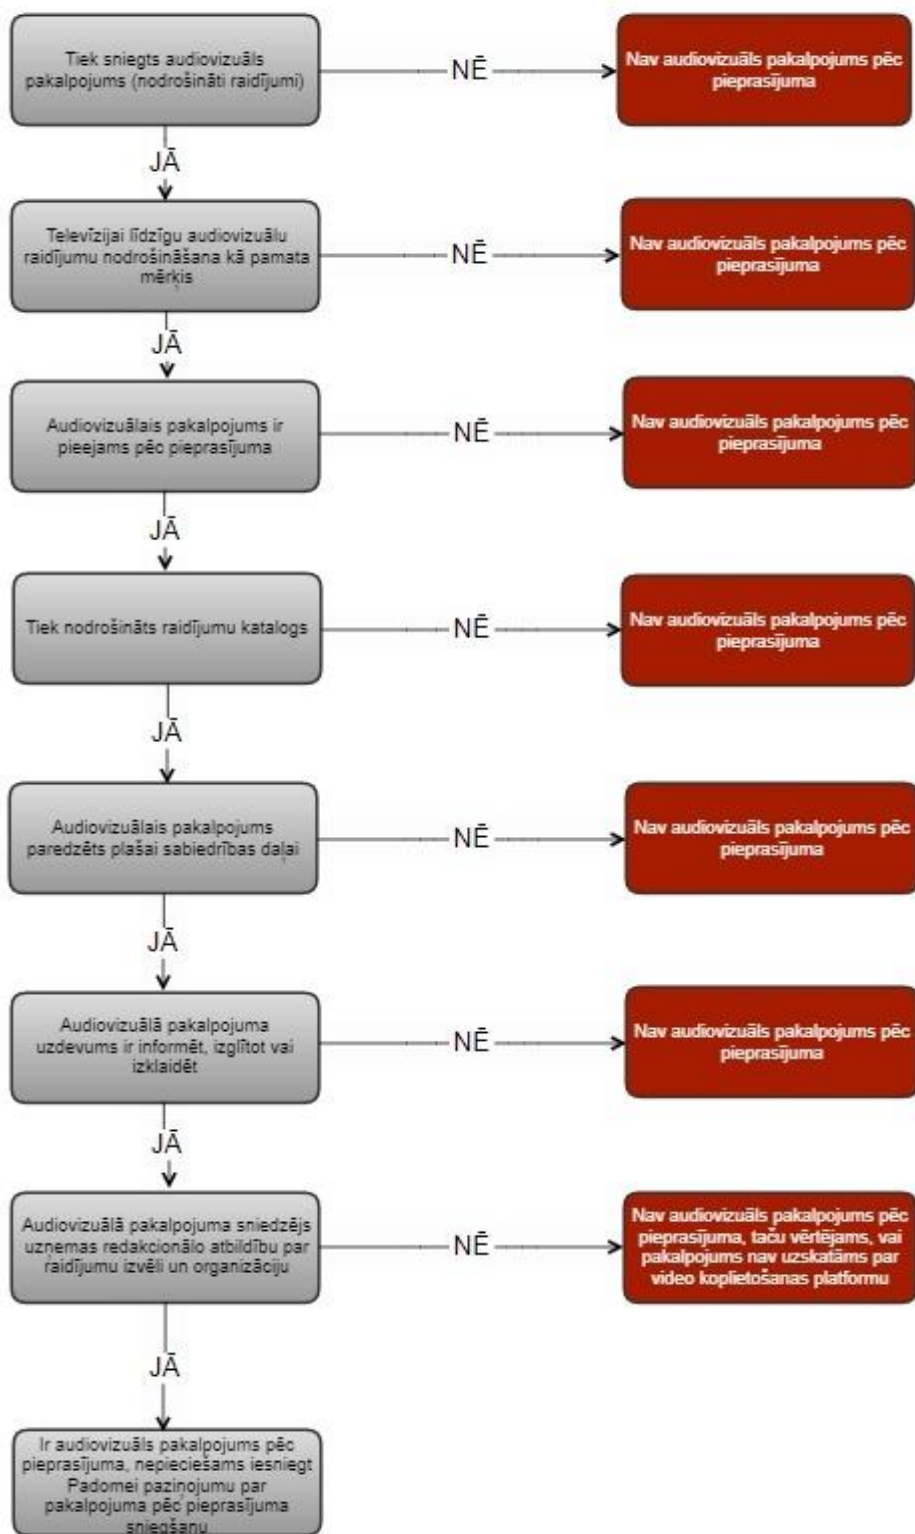 Tiek sniegts audiovizuāls
pakalpojums (nodrošināti raidījumi)
NĒ
Nav audiovizuāls pakalpojums pēc
pieprasījuma
JĀ
Televīzijai līdzīgu audiovizuālu
raidījumu nodrošināšana kā pamata
mērķis
NĒ
Nav audiovizuāls pakalpojums pēc
pieprasījuma
JĀ
Audiovizuālais pakalpojums ir
pieejams pēc pieprasījuma
NĒ
Nav audiovizuāls pakalpojums pēc
pieprasījuma
JĀ
Tiek nodrošināts raidījumu katalogs
NĒ
Nav audiovizuāls pakalpojums pēc
pieprasījuma
JĀ
Audiovizuālais pakalpojums
paredzēts plašai sabiedrības daļai
NĒ
Nav audiovizuāls pakalpojums pēc
pieprasījuma
JĀ
Audiovizuālā pakalpojuma
uzdevums ir informēt, izglītot vai
izklaidēt
NĒ
Nav audiovizuāls pakalpojums pēc
pieprasījuma
JĀ
Audiovizuālā pakalpojuma sniedzējs
uzņemas redakcionālo atbildību par
raidījumu izvēli un organizāciju
NĒ
Nav audiovizuāls pakalpojums pēc
pieprasījuma, taču vērtējams, vai
pakalpojums nav uzskatāms par
video koplietošanas platformu
JĀ
Ir audiovizuāls pakalpojums pēc
pieprasījuma, nepieciešams iesniegt
Padomei paziņojumu par
pakalpojuma pēc pieprasījuma
sniegšanu